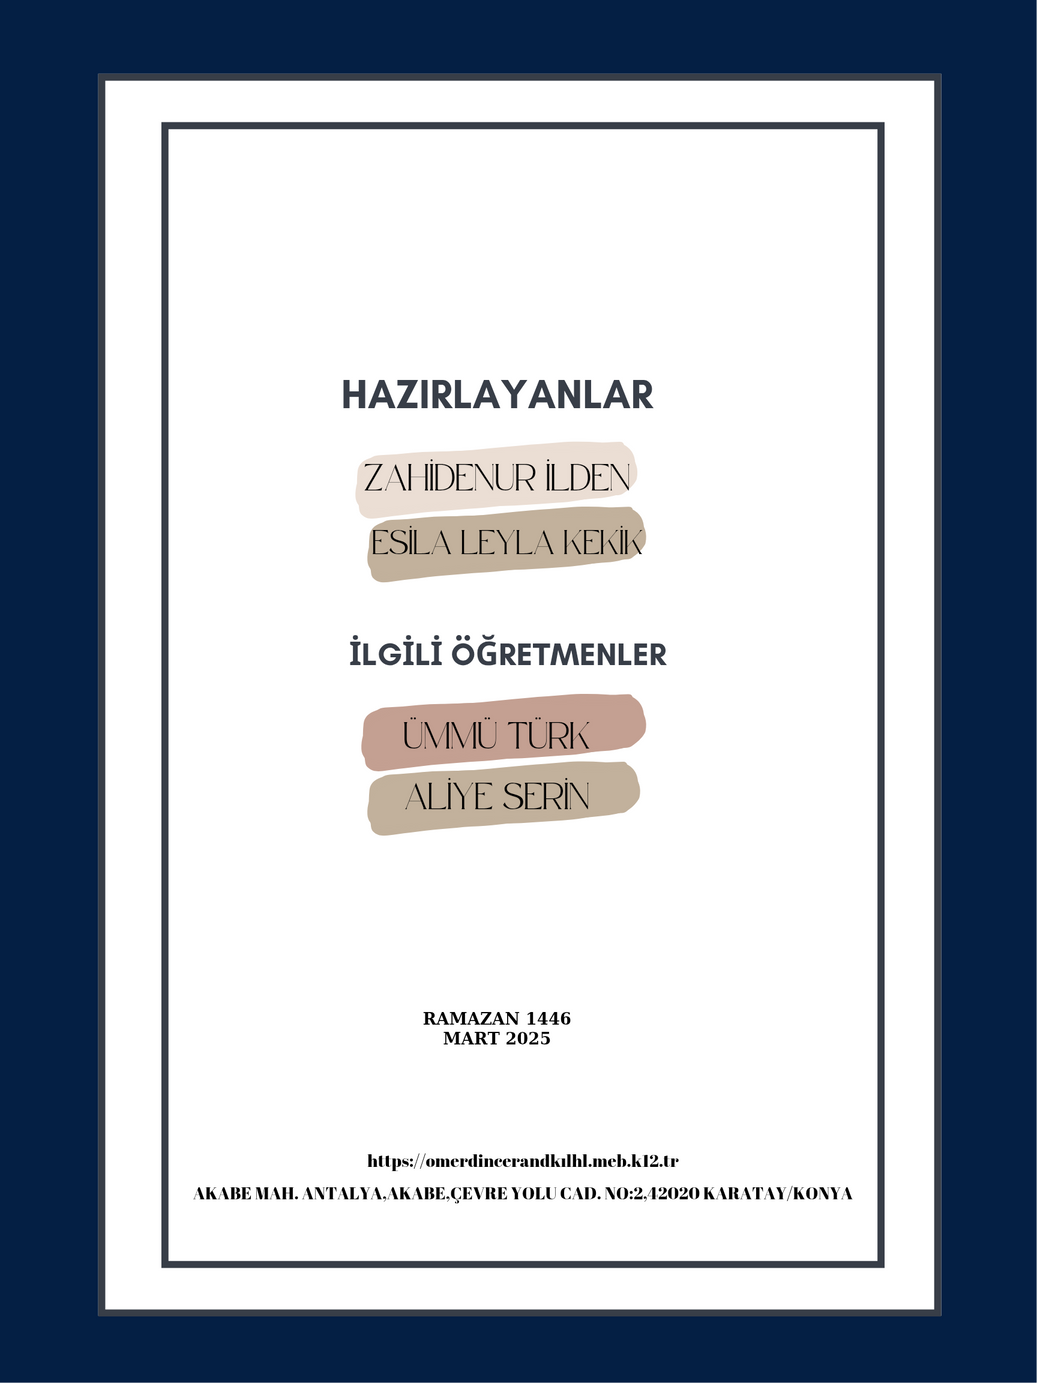 HAZIRLAYANLAR
ZAHİDENUR İLDEN
ESİLA LEYLA KEKİK
İLGİLİ ÖĞRETMENLER
ÜMMÜ TÜRK
ALİYE SERİN
RAMAZAN 1446
MART 2025
https://omerdincerandkılhl.meb.k12.tr
AKABE MAH. ANTALYA,AKABE,ÇEVRE YOLU CAD. NO:2,42020 KARATAY/KONYA